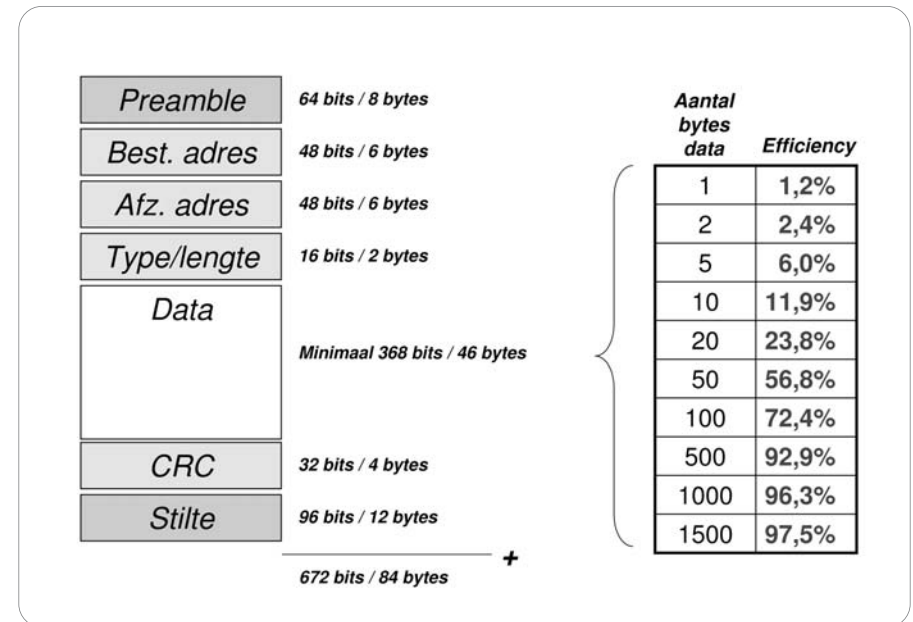 Preamble 64 bits / 8 bytes
Best. adres 48 bits / 6 bytes
Afz. adres 48 bits / 6 bytes
Type/lengte 16 bits / 2 bytes
Data
Minimaal 368 bits / 46 bytes
CRC 32 bits / 4 bytes
Stilte 96 bits / 12 bytes
+
672 bits / 84 bytes
Aantal
bytes
data Efficiency
1 1,2%
2 2,4%
5 6,0%
10 11,9%
20 23,8%
50 56,8%
100 72,4%
500 92,9%
1000 96,3%
1500 97,5%